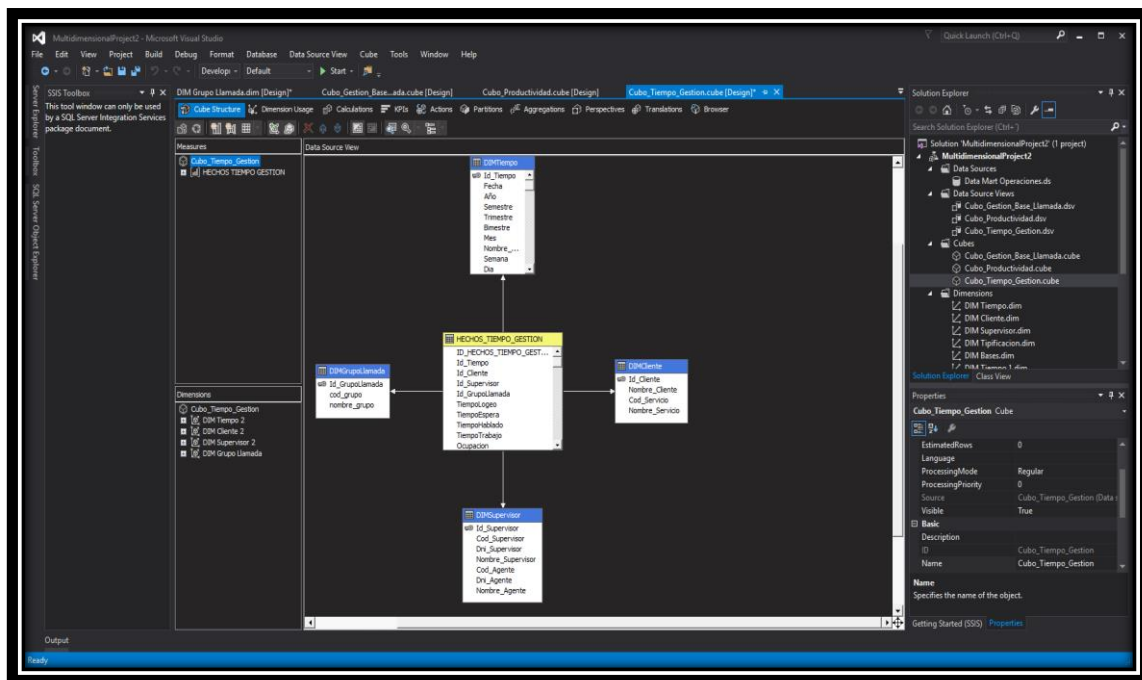 MultidimensionalProject2 - Microsoft Visual Studio
Quick Launch (Ctrl+Q)
File Edit View Project Build Debug Format Database Data Source View Cube Tools Window Help
Develop Default Start
Server Explorer
Toolbox
SQL Server Object Explorer
SSIS Toolbox
This tool window can only be used
by a SQL Server Integration Services
package document.
DIM Grupo Llamada.dim [Design]* Cubo_Gestion_Base...ada.cube [Design] Cubo_Productividad.cube [Design] Cubo_Tiempo_Gestion.cube [Design]*
Cube Structure Dimension Usage Calculations KPIs Actions Partitions Aggregations Perspectives Translations Browser
Measures
Cubo_Tiempo_Gestion
HECHOS TIEMPO GESTION
Dimensions
Cubo_Tiempo_Gestion
DIM Tiempo 2
DIM Cliente 2
DIM Supervisor 2
DIM Grupo Llamada
Data Source View
DIMTiempo
Id_Tiempo
Fecha
Año
Semestre
Trimestre
Bimestre
Mes
Nombre_...
Semana
Dia
HECHOS_TIEMPO_GESTION
ID_HECHOS_TIEMPO_GEST...
Id_Tiempo
Id_Cliente
Id_Supervisor
Id_GrupoLlamada
TiempoLogeo
TiempoEspera
TiempoHablado
TiempoTrabajo
Ocupacion
DIMGrupoLlamada
Id_GrupoLlamada
cod_grupo
nombre_grupo
DIMCliente
Id_Cliente
Nombre_Cliente
Cod_Servicio
Nombre_Servicio
DIMSupervisor
Id_Supervisor
Cod_Supervisor
Dni_Supervisor
Nombre_Supervisor
Cod_Agente
Dni_Agente
Nombre_Agente
Solution Explorer
Search Solution Explorer (Ctrl+´)
Solution 'MultidimensionalProject2' (1 project)
MultidimensionalProject2
Data Sources
Data Mart Operaciones.ds
Data Source Views
Cubo_Gestion_Base_Llamada.dsv
Cubo_Productividad.dsv
Cubo_Tiempo_Gestion.dsv
Cubes
Cubo_Gestion_Base_Llamada.cube
Cubo_Productividad.cube
Cubo_Tiempo_Gestion.cube
Dimensions
DIM Tiempo.dim
DIM Cliente.dim
DIM Supervisor.dim
DIM Tipificacion.dim
DIM Bases.dim
DIM Tiempo 1.dim
Solution Explorer Class View
Properties
Cubo_Tiempo_Gestion Cube
EstimatedRows 0
Language
ProcessingMode Regular
ProcessingPriority 0
Source Cubo_Tiempo_Gestion (Data s
Visible True
Basic
Description
ID Cubo_Tiempo_Gestion
Name Cubo_Tiempo_Gestion
Name
Specifies the name of the object.
Getting Started (SSIS) Properties
Output
Ready